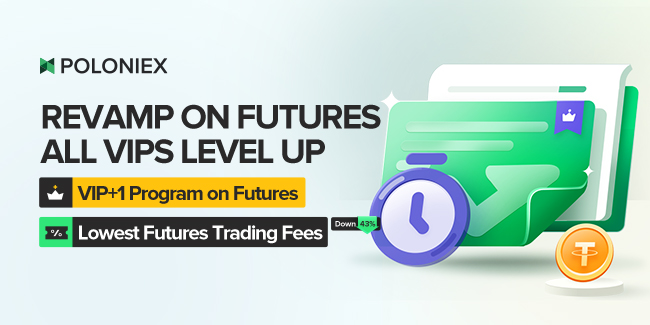 POLONIEX
REVAMP ON FUTURES
ALL VIPS LEVEL UP
VIP+1 Program on Futures
% Lowest Futures Trading Fees
Down 43%